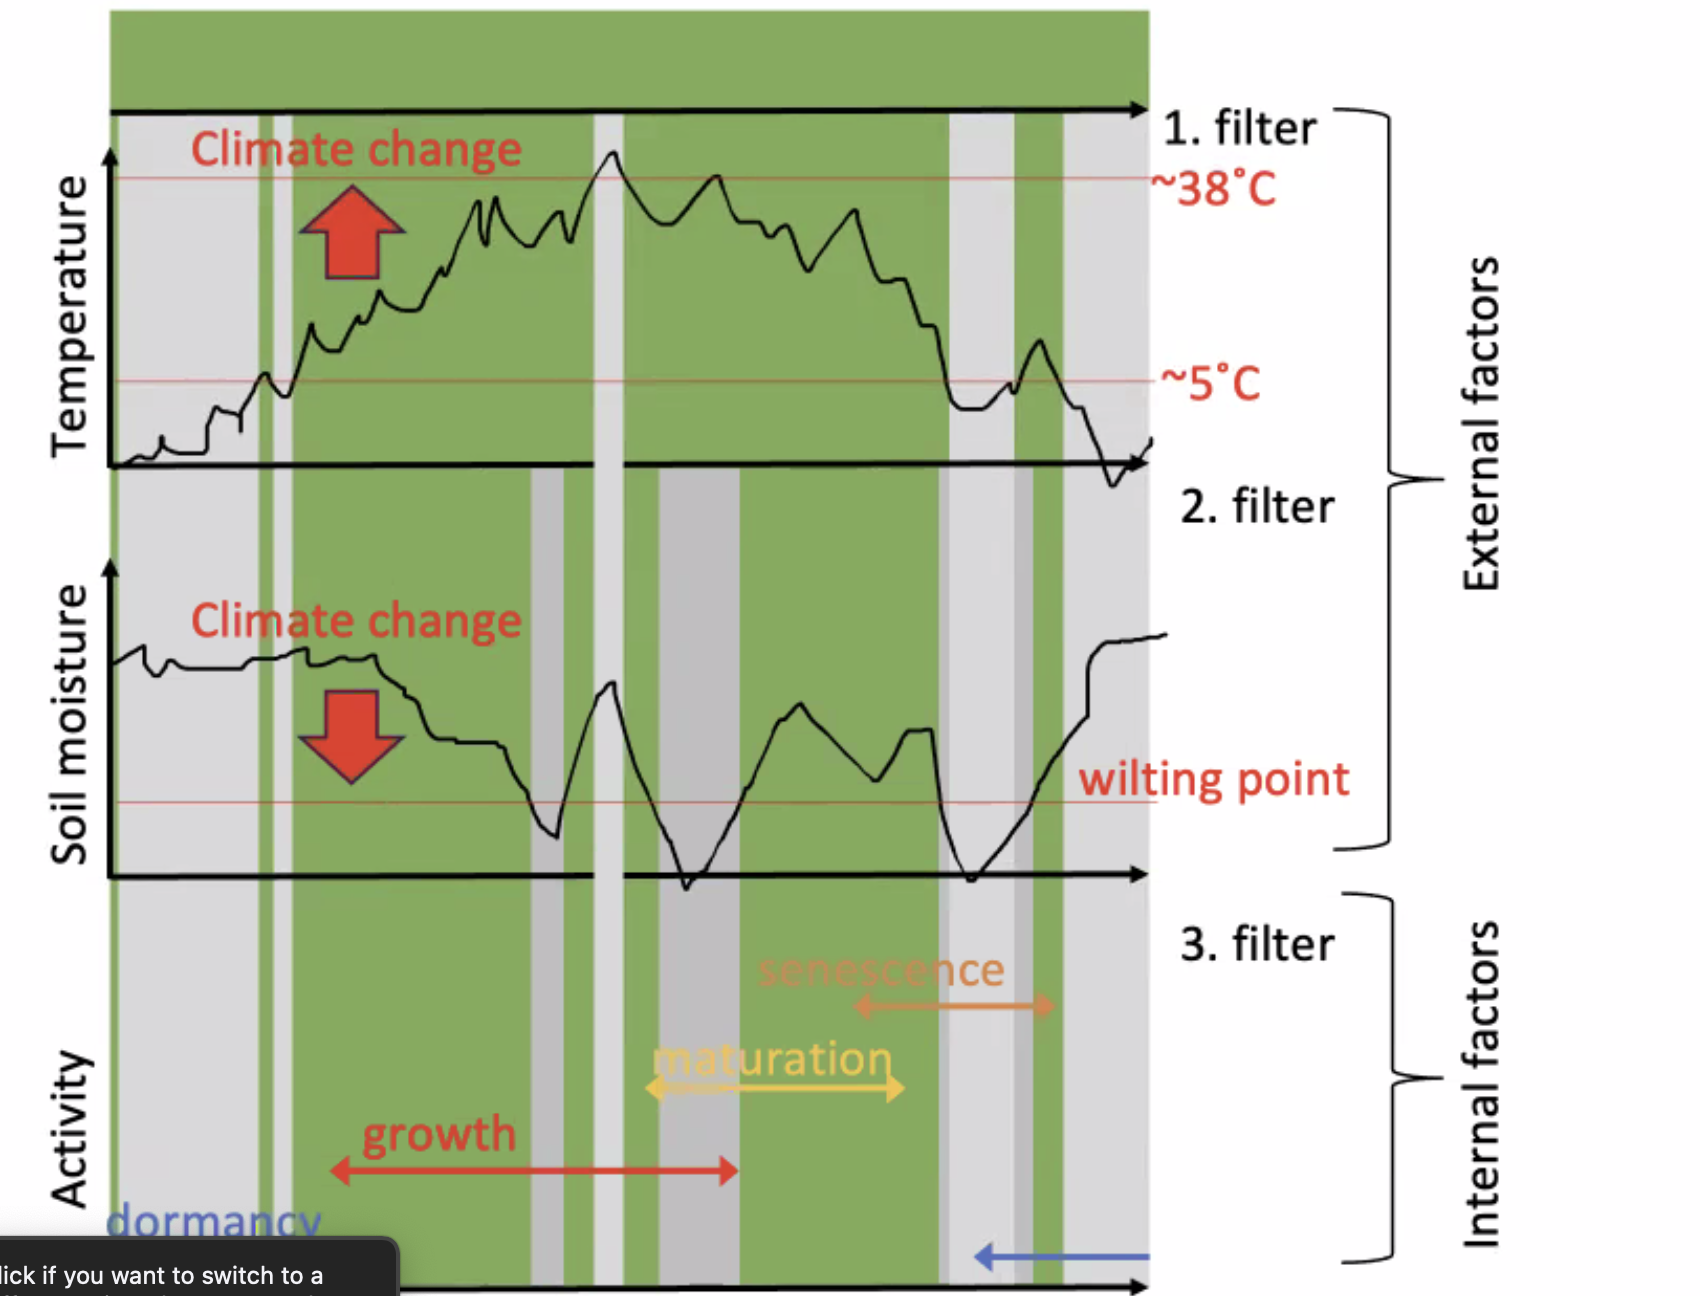 1. filter
Climate change
~38°C
Temperature
~5°C
External factors
2. filter
Climate change
Soil moisture
wilting point
3. filter
senescence
maturation
growth
Activity
Internal factors
dormancy
lick if you want to switch to a